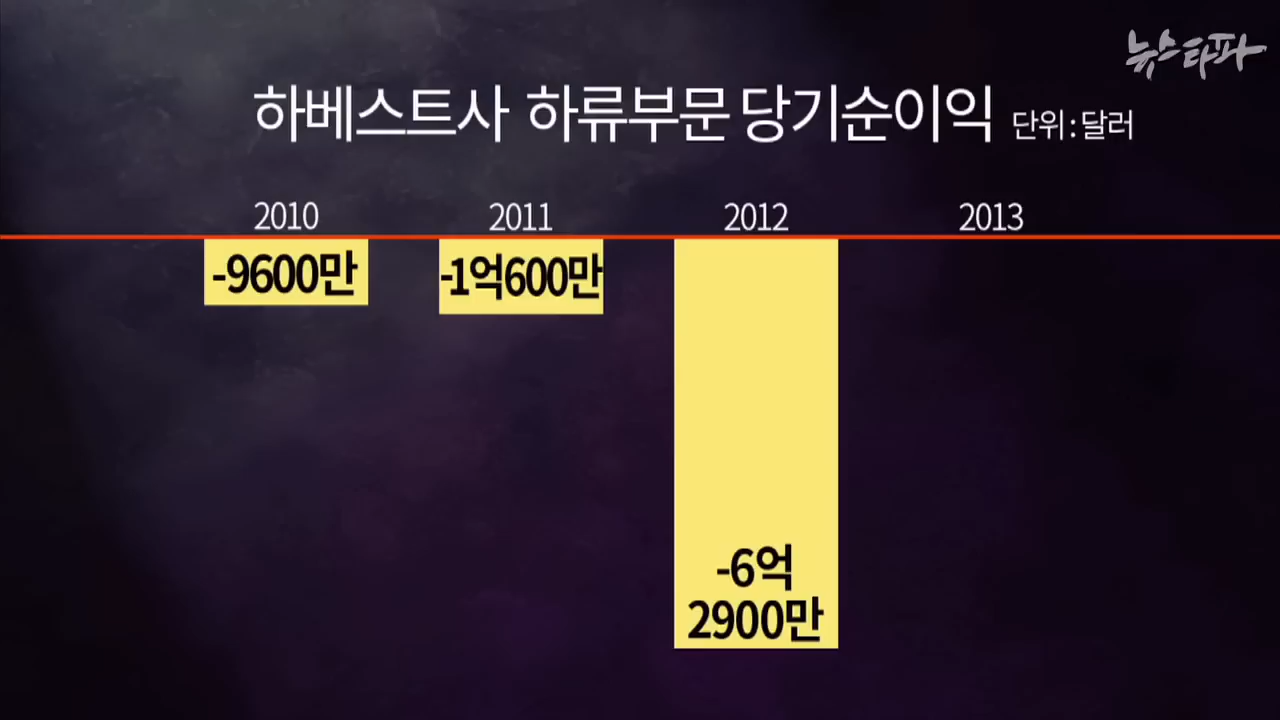 뉴스타파
하베스트사 하류부문 당기순이익 단위:달러
2010 2011 2012 2013
-9600만 -1억600만
-6억
2900만